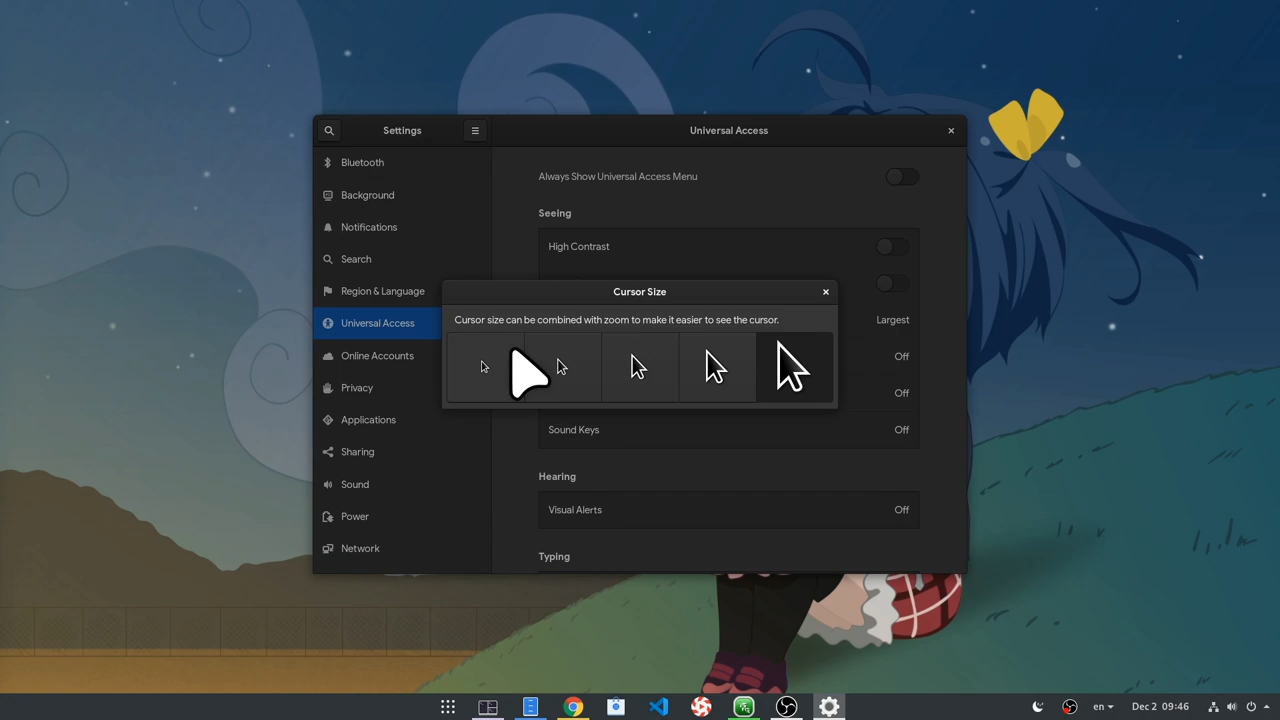 Settings
Universal Access
Bluetooth
Background
Notifications
Search
Region & Language
Universal Access
Online Accounts
Privacy
Applications
Sharing
Sound
Power
Network
Always Show Universal Access Menu
Seeing
High Contrast
Cursor Size
Cursor size can be combined with zoom to make it easier to see the cursor.
Largest
Off
Off
Sound Keys Off
Hearing
Visual Alerts Off
Typing
en Dec 2 09:46